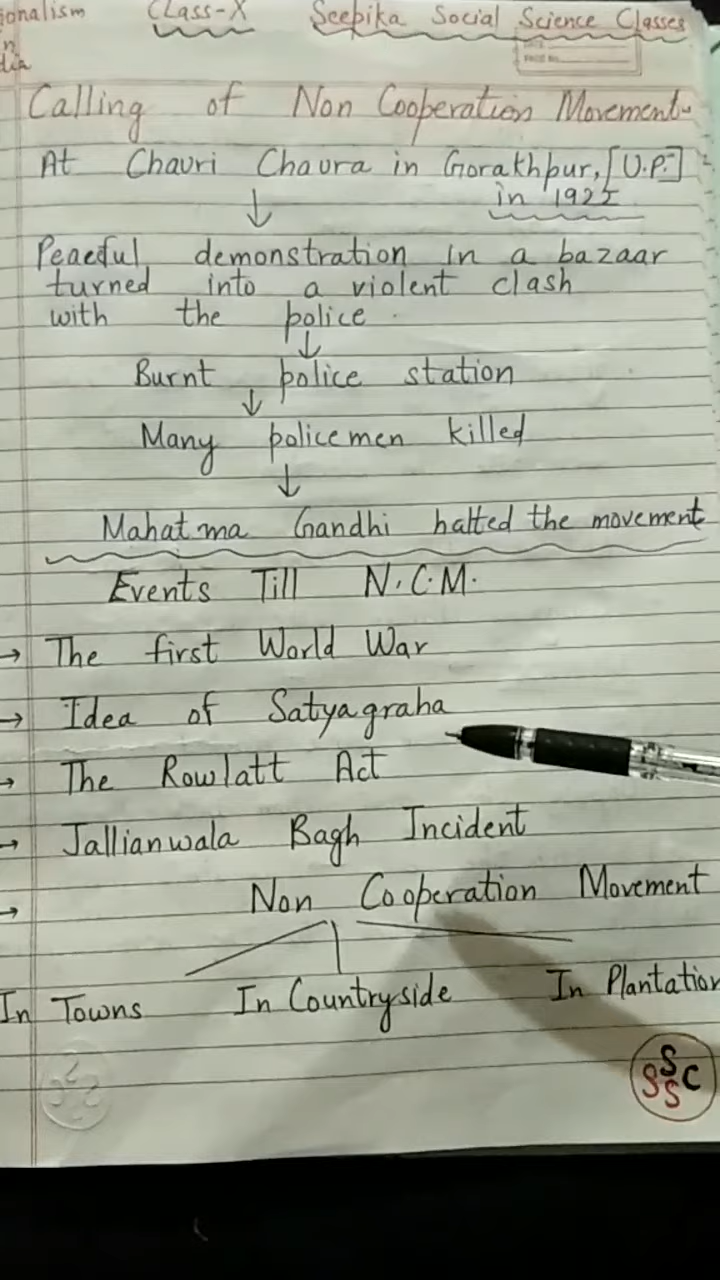 ionalism CLASS-X Seepika Social Science Classes
n
dia
Calling of Non Cooperation Movement-
At Chauri Chaura in Gorakhpur, [U.P.]
in 1922
↓
Peaceful demonstration in a bazaar
turned into a violent clash
with the police.
↓
Burnt police station
↓
Many policemen killed
↓
Mahatma Gandhi halted the movement
Events Till N.C.M.
→ The first World War
→ Idea of Satyagraha
→ The Rowlatt Act
→ Jallianwala Bagh Incident
→ Non Cooperation Movement
In Towns In Countryside In Plantation
SSSC